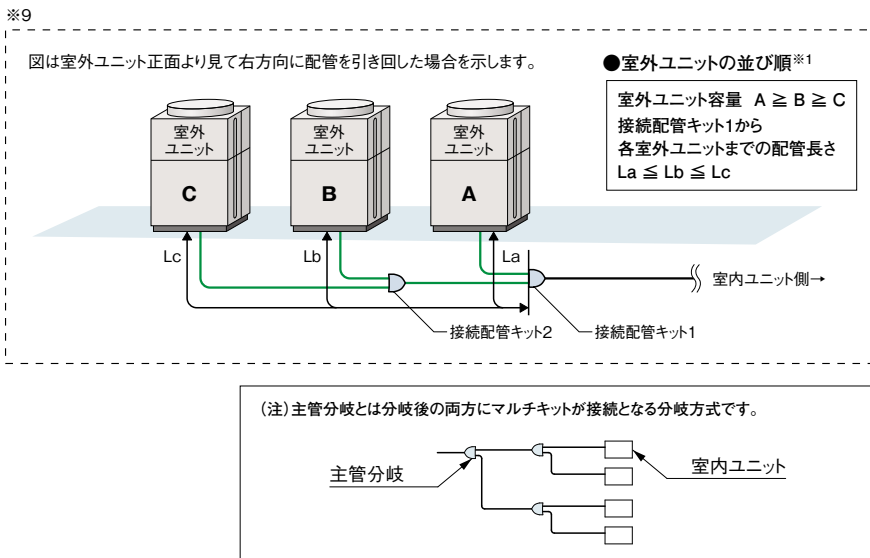 ※9
図は室外ユニット正面より見て右方向に配管を引き回した場合を示します。
●室外ユニットの並び順※1
室外ユニット容量 A ≧ B ≧ C
接続配管キット1から
各室外ユニットまでの配管長さ
La ≦ Lb ≦ Lc
室外
ユニット
C
室外
ユニット
B
室外
ユニット
A
Lc
Lb
La
室内ユニット側→
接続配管キット2
接続配管キット1
(注)主管分岐とは分岐後の両方にマルチキットが接続となる分岐方式です。
主管分岐
室内ユニット